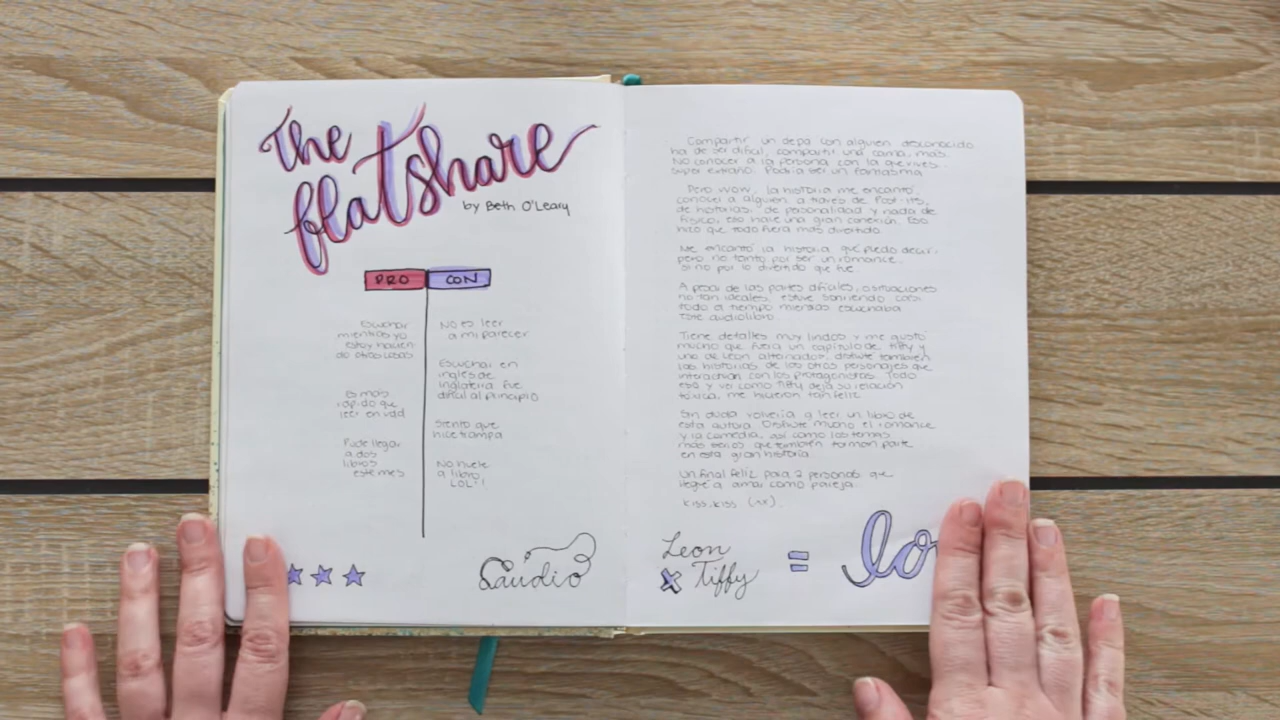 The
flatshare
by Beth O'Leary
PRO
CON
Escuchar
mientras yo
estoy hacien
do otras cosas
Es más
rápido que
leer en vdd
Pude llegar
a dos
libros
este mes
No es leer
a mi parecer
Escuchar en
inglés de
Inglaterra fue
difícil al principio
Siento que
hice trampa
No huele
a libro
LOL
audio
Compartir un depa con alguien desconocido
ha de ser difícil, compartir una cama, más.
No conocer a la persona con la que vives...
super extraño. Podría ser un fantasma
Pero wow, la historia me encantó,
conocer a alguien a través de Post-its,
de historias, de personalidad y nada de
físico, eso hace una gran conexión. Eso
hizo que todo fuera más divertido.
Me encantó la historia qué puedo decir,
pero no tanto por ser un romance,
si no por lo divertido que fue.
A pesar de las partes difíciles, o situaciones
no tan ideales, estuve sonriendo casi
todo el tiempo mientras escuchaba
este audiolibro
Tiene detalles muy lindos y me gustó
mucho que fuera un capítulo de Tiffy y
uno de Leon alternados, disfruté también
las historias de los otros personajes que
interactúan con los protagonistas. Todo
eso y ver como Tiffy deja su relación
tóxica, me hicieron tan feliz
Sin duda volvería a leer un libro de
esta autora. Disfruté mucho el romance
y la comedia, así como los temas
más serios que también forman parte
en esta gran historia.
Un final feliz para 2 personas que
llegué a amar como pareja.
Kiss, kiss (xx).
Leon
x Tiffy
=
lo